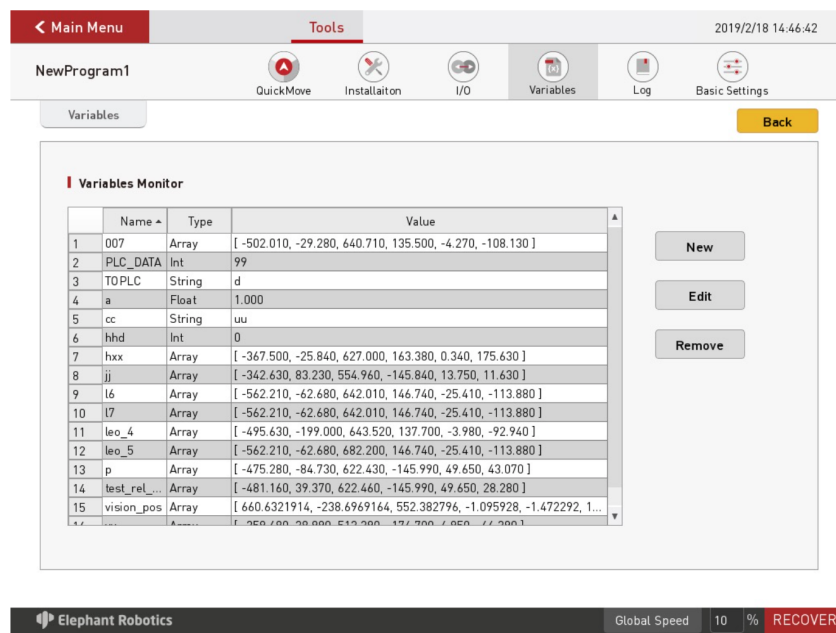 Main Menu
Tools
2019/2/18 14:46:42
NewProgram1
QuickMove
Installaiton
I/O
Variables
Log
Basic Settings
Variables
Back
Variables Monitor
Name Type Value
1 007 Array [ -502.010, -29.280, 640.710, 135.500, -4.270, -108.130 ]
2 PLC_DATA Int 99
3 TOPLC String d
4 a Float 1.000
5 cc String uu
6 hhd Int 0
7 hxx Array [ -367.500, -25.840, 627.000, 163.380, 0.340, 175.630 ]
8 jj Array [ -342.630, 83.230, 554.960, -145.840, 13.750, 11.630 ]
9 l6 Array [ -562.210, -62.680, 642.010, 146.740, -25.410, -113.880 ]
10 l7 Array [ -562.210, -62.680, 642.010, 146.740, -25.410, -113.880 ]
11 leo_4 Array [ -495.630, -199.000, 643.520, 137.700, -3.980, -92.940 ]
12 leo_5 Array [ -562.210, -62.680, 682.200, 146.740, -25.410, -113.880 ]
13 p Array [ -475.280, -84.730, 622.430, -145.990, 49.650, 43.070 ]
14 test_rel_... Array [ -481.160, 39.370, 622.460, -145.990, 49.650, 28.280 ]
15 vision_pos Array [ 660.6321914, -238.6969164, 552.382796, -1.095928, -1.472292, 1...
New
Edit
Remove
Elephant Robotics
Global Speed 10 % RECOVER